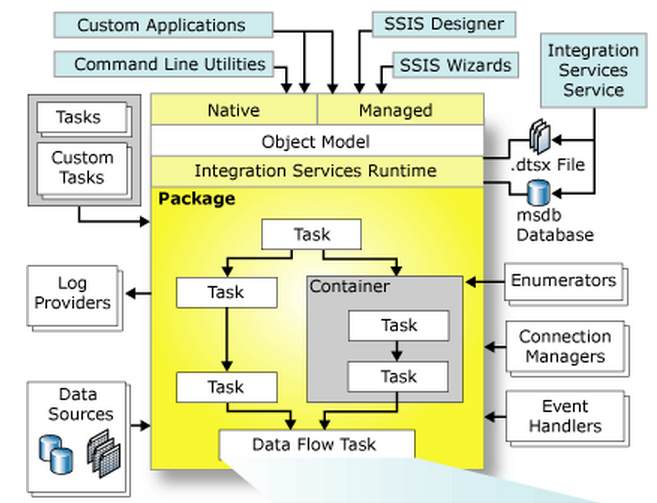 Custom Applications
SSIS Designer
Command Line Utilities
SSIS Wizards
Integration
Services
Service
Native
Managed
Object Model
Integration Services Runtime
Tasks
Custom
Tasks
.dtsx File
msdb
Database
Package
Task
Log
Providers
Task
Container
Task
Task
Task
Enumerators
Connection
Managers
Data
Sources
Event
Handlers
Data Flow Task